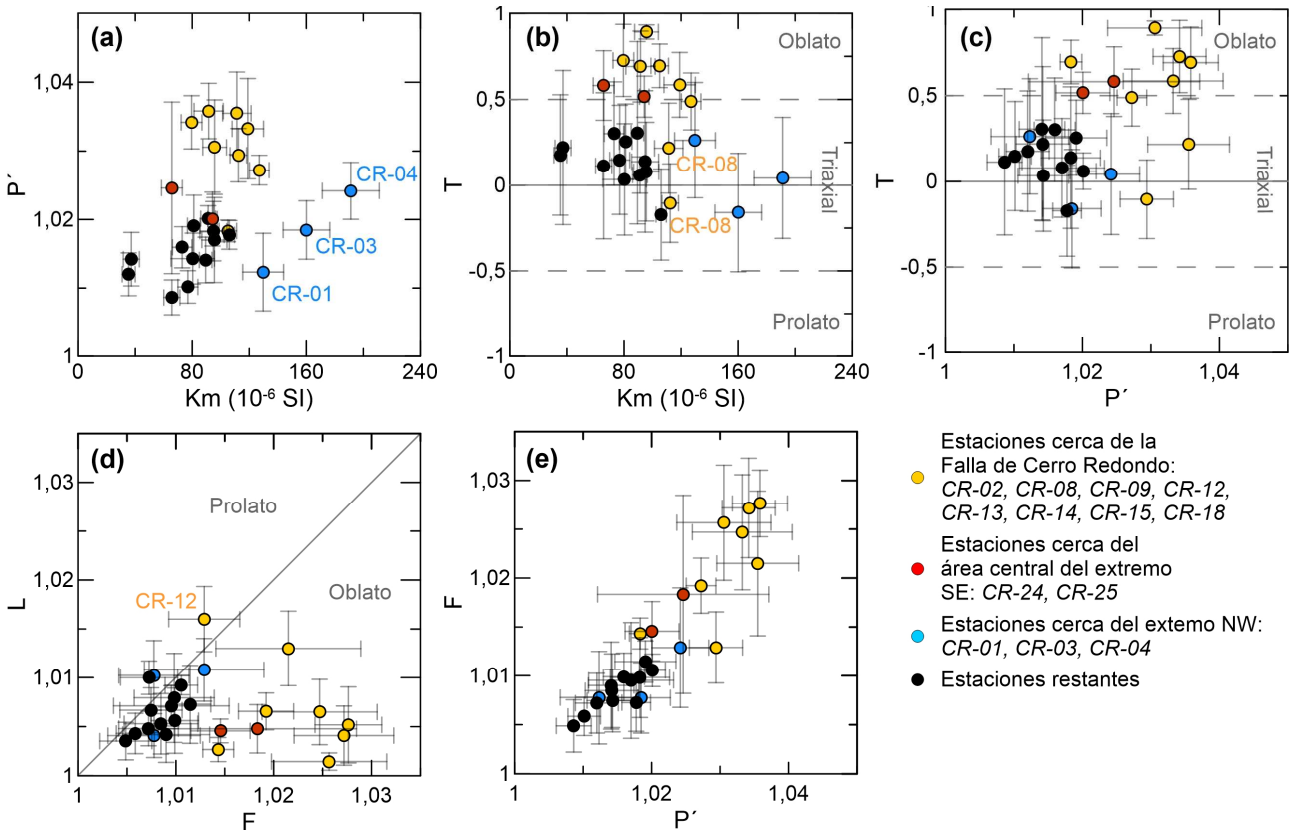 (a)
1,04
1,02
1
P´
CR-04
CR-03
CR-01
0
80
160
240
Km (10⁻⁶ SI)
(b)
1
0,5
0
-0,5
-1
T
Oblato
Triaxial
Prolato
CR-08
CR-08
0
80
160
240
Km (10⁻⁶ SI)
(c)
1
0,5
0
-0,5
-1
T
Oblato
Triaxial
Prolato
1
1,02
1,04
P´
(d)
1,03
1,02
1,01
1
L
Prolato
Oblato
CR-12
1
1,01
1,02
1,03
F
(e)
1,03
1,02
1,01
1
F
1
1,02
1,04
P´
Estaciones cerca de la
Falla de Cerro Redondo:
CR-02, CR-08, CR-09, CR-12,
CR-13, CR-14, CR-15, CR-18
Estaciones cerca del
área central del extremo
SE: CR-24, CR-25
Estaciones cerca del extemo NW:
CR-01, CR-03, CR-04
Estaciones restantes